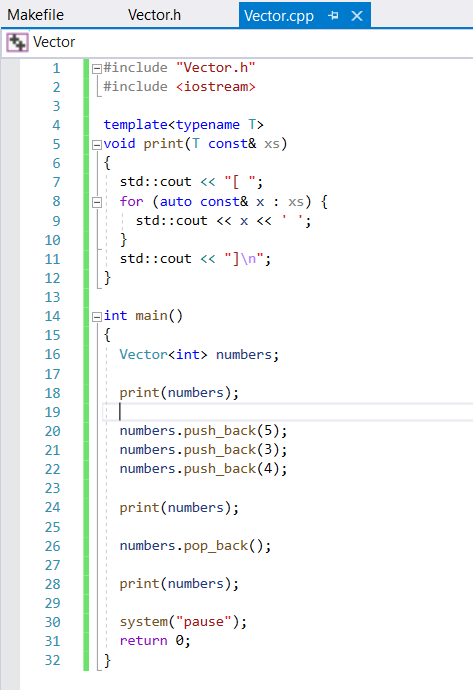 Makefile Vector.h Vector.cpp
Vector
1 #include "Vector.h"
2 #include <iostream>
3
4 template<typename T>
5 void print(T const& xs)
6 {
7 std::cout << "[ ";
8 for (auto const& x : xs) {
9 std::cout << x << ' ';
10 }
11 std::cout << "]\n";
12 }
13
14 int main()
15 {
16 Vector<int> numbers;
17
18 print(numbers);
19
20 numbers.push_back(5);
21 numbers.push_back(3);
22 numbers.push_back(4);
23
24 print(numbers);
25
26 numbers.pop_back();
27
28 print(numbers);
29
30 system("pause");
31 return 0;
32 }